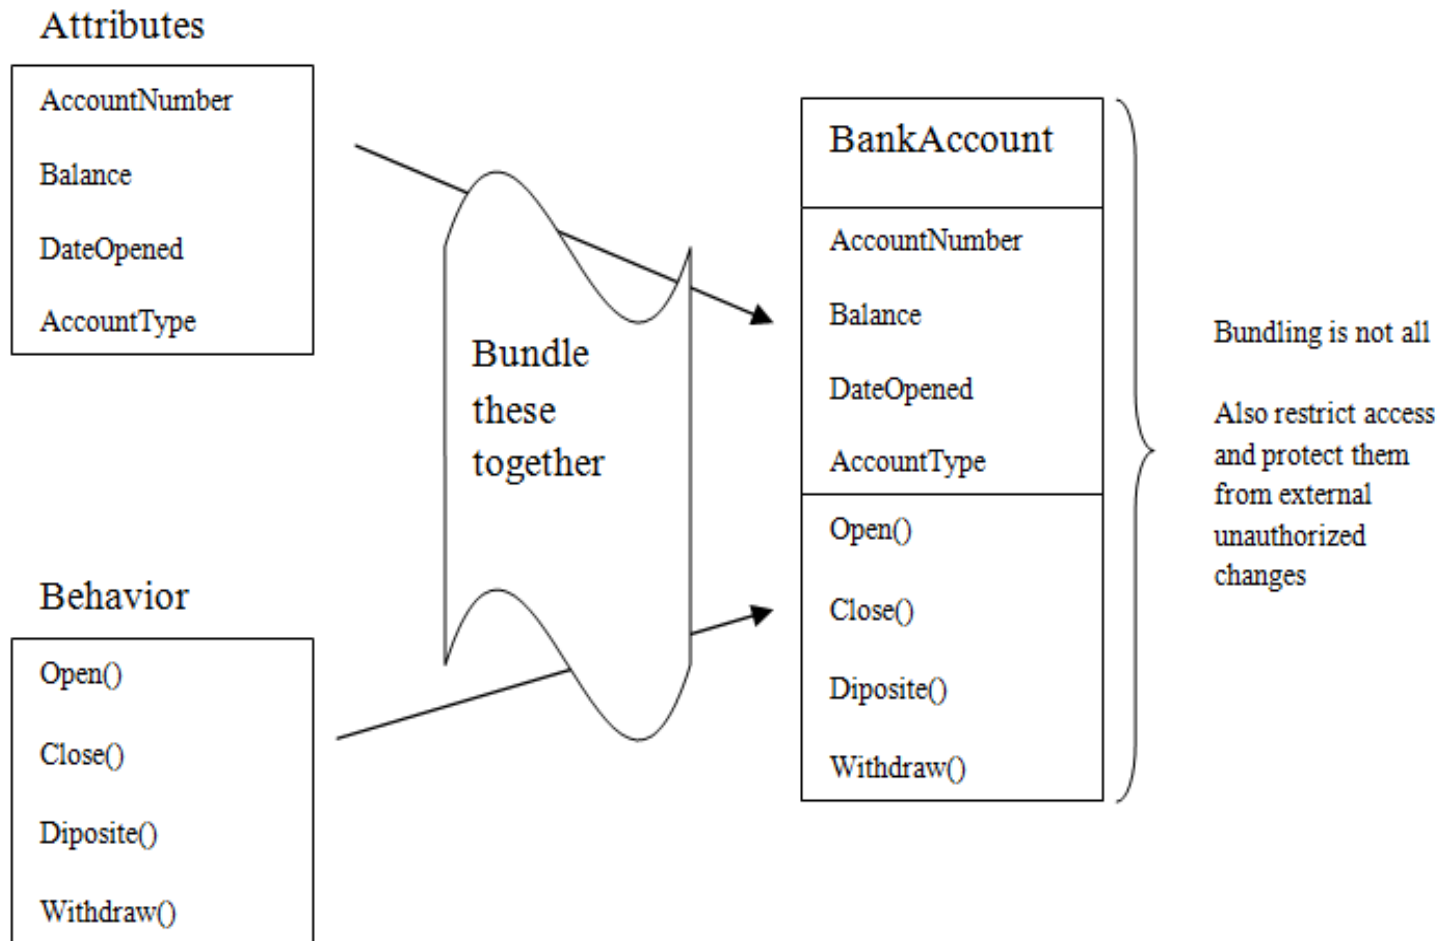 Attributes
AccountNumber
Balance
DateOpened
AccountType
Behavior
Open()
Close()
Diposite()
Withdraw()
Bundle
these
together
BankAccount
AccountNumber
Balance
DateOpened
AccountType
Open()
Close()
Diposite()
Withdraw()
Bundling is not all
Also restrict access
and protect them
from external
unauthorized
changes